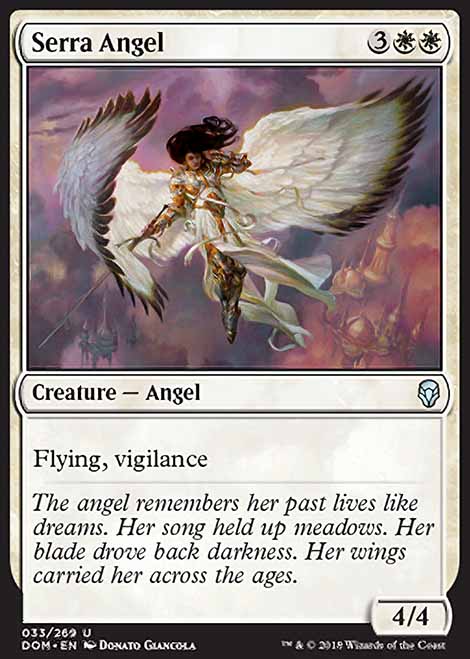 Serra Angel 3
Creature — Angel
Flying, vigilance
The angel remembers her past lives like
dreams. Her song held up meadows. Her
blade drove back darkness. Her wings
carried her across the ages.
4/4
033/269 U
DOM • EN Donato Giancola ™ & © 2018 Wizards of the Coast